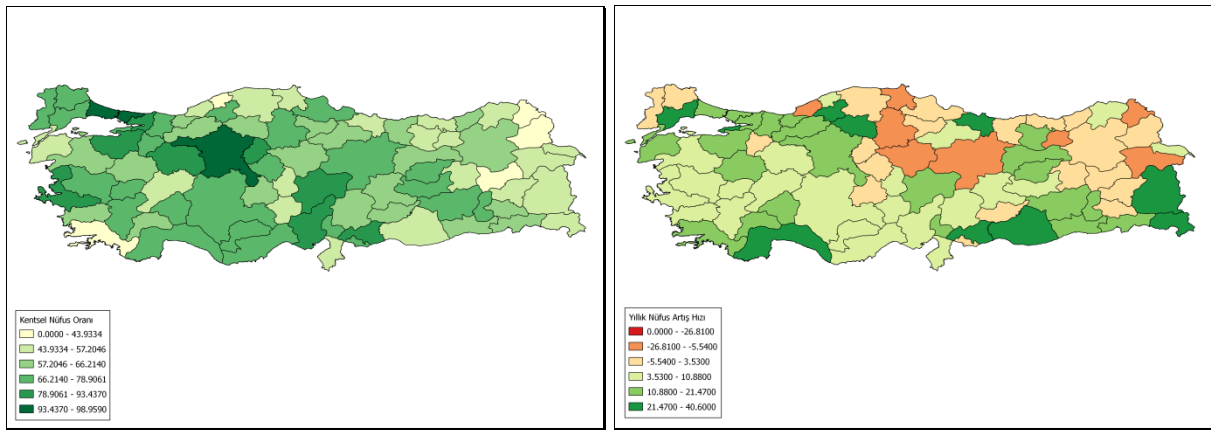 Kentsel Nüfus Oranı
0.0000 - 43.9334
43.9334 - 57.2046
57.2046 - 66.2140
66.2140 - 78.9061
78.9061 - 93.4370
93.4370 - 98.9590
Yıllık Nüfus Artış Hızı
0.0000 - -26.8100
-26.8100 - -5.5400
-5.5400 - 3.5300
3.5300 - 10.8800
10.8800 - 21.4700
21.4700 - 40.6000